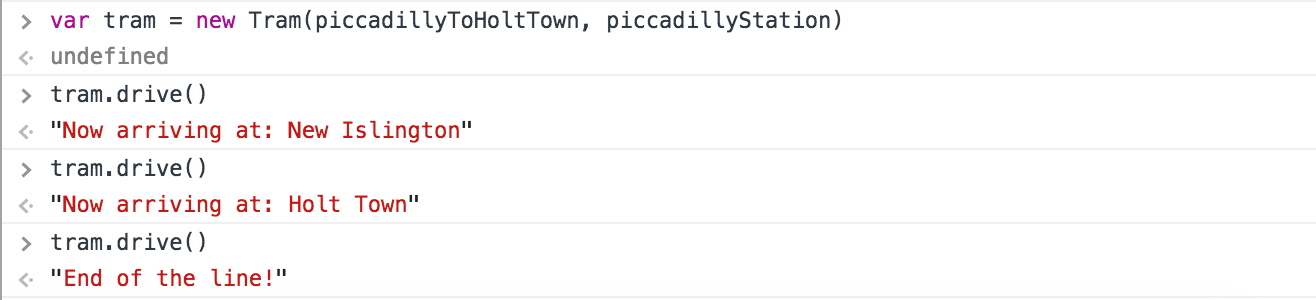 > var tram = new Tram(piccadillyToHoltTown, piccadillyStation)
undefined
> tram.drive()
"Now arriving at: New Islington"
> tram.drive()
"Now arriving at: Holt Town"
> tram.drive()
"End of the line!"